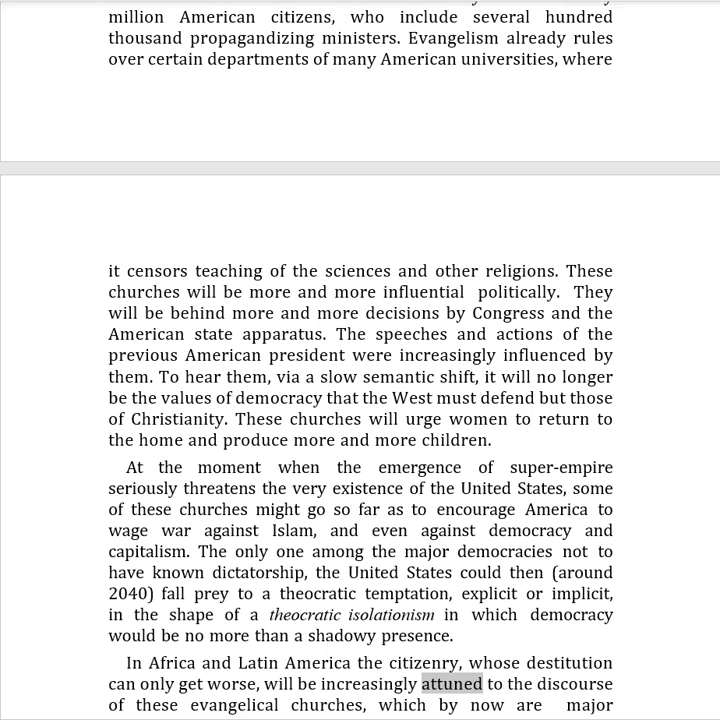 million American citizens, who include several hundred
thousand propagandizing ministers. Evangelism already rules
over certain departments of many American universities, where
it censors teaching of the sciences and other religions. These
churches will be more and more influential politically. They
will be behind more and more decisions by Congress and the
American state apparatus. The speeches and actions of the
previous American president were increasingly influenced by
them. To hear them, via a slow semantic shift, it will no longer
be the values of democracy that the West must defend but those
of Christianity. These churches will urge women to return to
the home and produce more and more children.
At the moment when the emergence of super-empire
seriously threatens the very existence of the United States, some
of these churches might go so far as to encourage America to
wage war against Islam, and even against democracy and
capitalism. The only one among the major democracies not to
have known dictatorship, the United States could then (around
2040) fall prey to a theocratic temptation, explicit or implicit,
in the shape of a theocratic isolationism in which democracy
would be no more than a shadowy presence.
In Africa and Latin America the citizenry, whose destitution
can only get worse, will be increasingly attuned to the discourse
of these evangelical churches, which by now are major